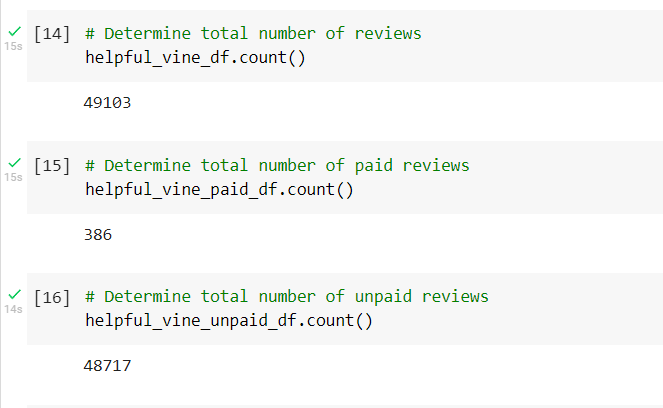 [14] # Determine total number of reviews
15s helpful_vine_df.count()
49103
[15] # Determine total number of paid reviews
15s helpful_vine_paid_df.count()
386
[16] # Determine total number of unpaid reviews
14s helpful_vine_unpaid_df.count()
48717